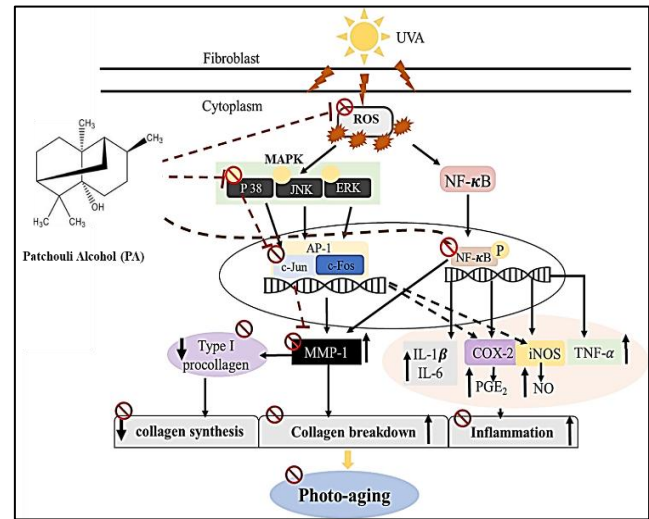 UVA
Fibroblast
Cytoplasm
ROS
CH₃
CH₃
H₃C
CH₃
OH
Patchouli Alcohol (PA)
MAPK
P 38
JNK
ERK
NF-κB
AP-1
c-Jun
c-Fos
NF-κB
P
Type I
procollagen
MMP-1
IL-1β
IL-6
COX-2
iNOS
TNF-α
PGE₂
NO
collagen synthesis
Collagen breakdown
Inflammation
Photo-aging